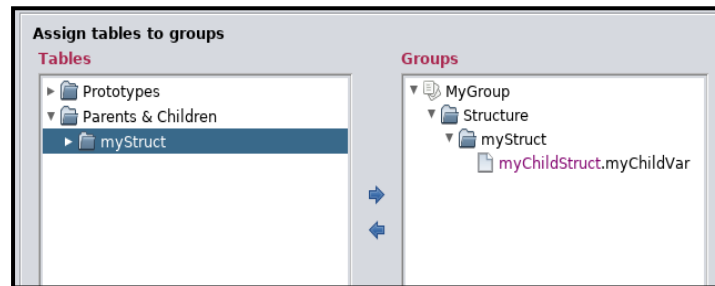 Assign tables to groups
Tables
Prototypes
Parents & Children
myStruct
Groups
MyGroup
Structure
myStruct
myChildStruct.myChildVar